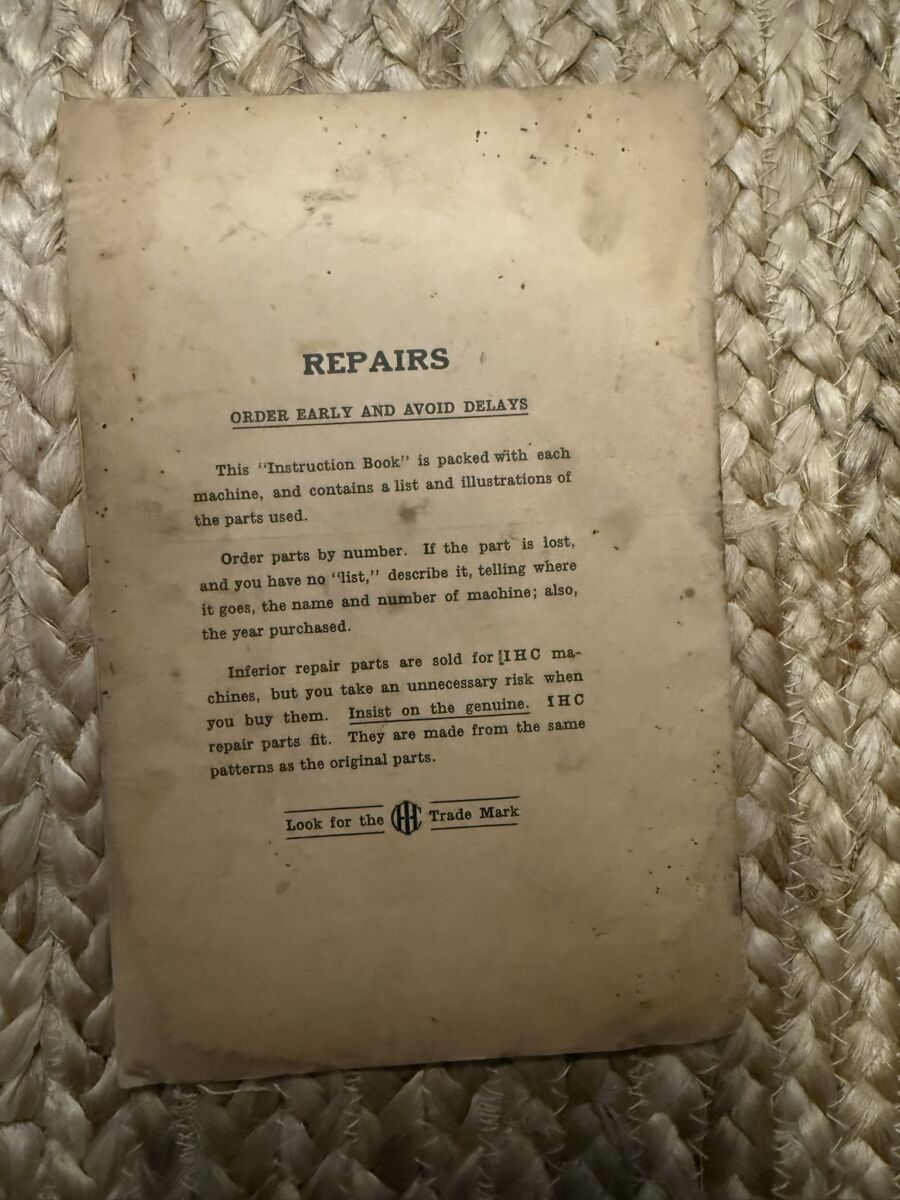 REPAIRS
ORDER EARLY AND AVOID DELAYS
This "Instruction Book" is packed with each
machine, and contains a list and illustrations of
the parts used.
Order parts by number. If the part is lost,
and you have no "list," describe it, telling where
it goes, the name and number of machine; also,
the year purchased.
Inferior repair parts are sold for [I H C ma-
chines, but you take an unnecessary risk when
you buy them. Insist on the genuine. I H C
repair parts fit. They are made from the same
patterns as the original parts.
Look for the IHC Trade Mark